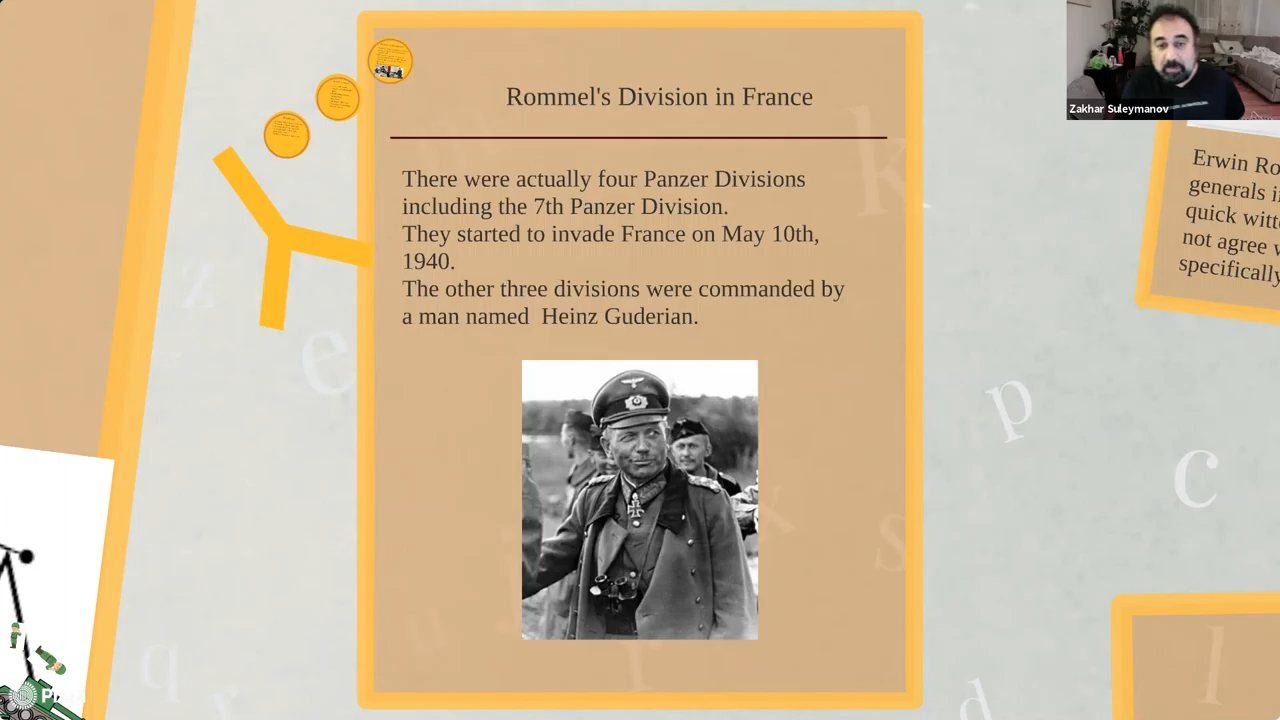 Rommel's Division in France
There were actually four Panzer Divisions
including the 7th Panzer Division.
They started to invade France on May 10th,
1940.
The other three divisions were commanded by
a man named Heinz Guderian.
Zakhar Suleymanov
Erwin
generals
quick
not agree
specifically
k
z
e
p
c
s
q
r
d
l